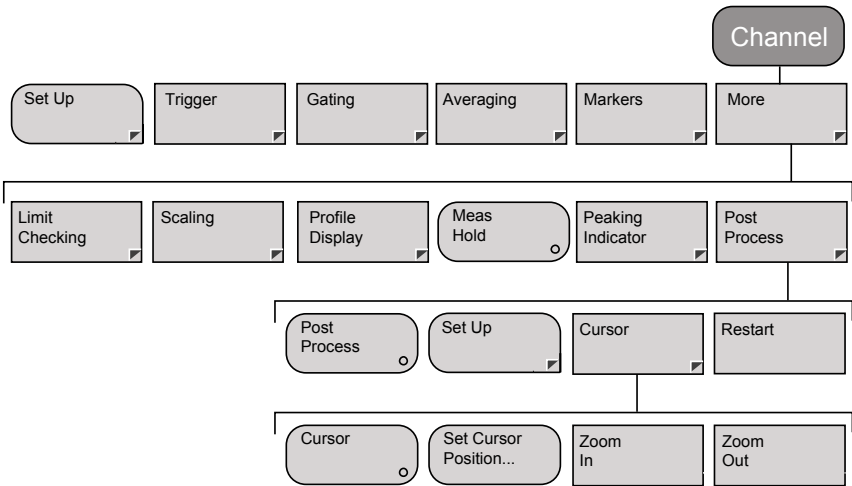 Channel
Set Up
Trigger
Gating
Averaging
Markers
More
Limit
Checking
Scaling
Profile
Display
Meas
Hold
Peaking
Indicator
Post
Process
Post
Process
Set Up
Cursor
Restart
Cursor
Set Cursor
Position...
Zoom
In
Zoom
Out